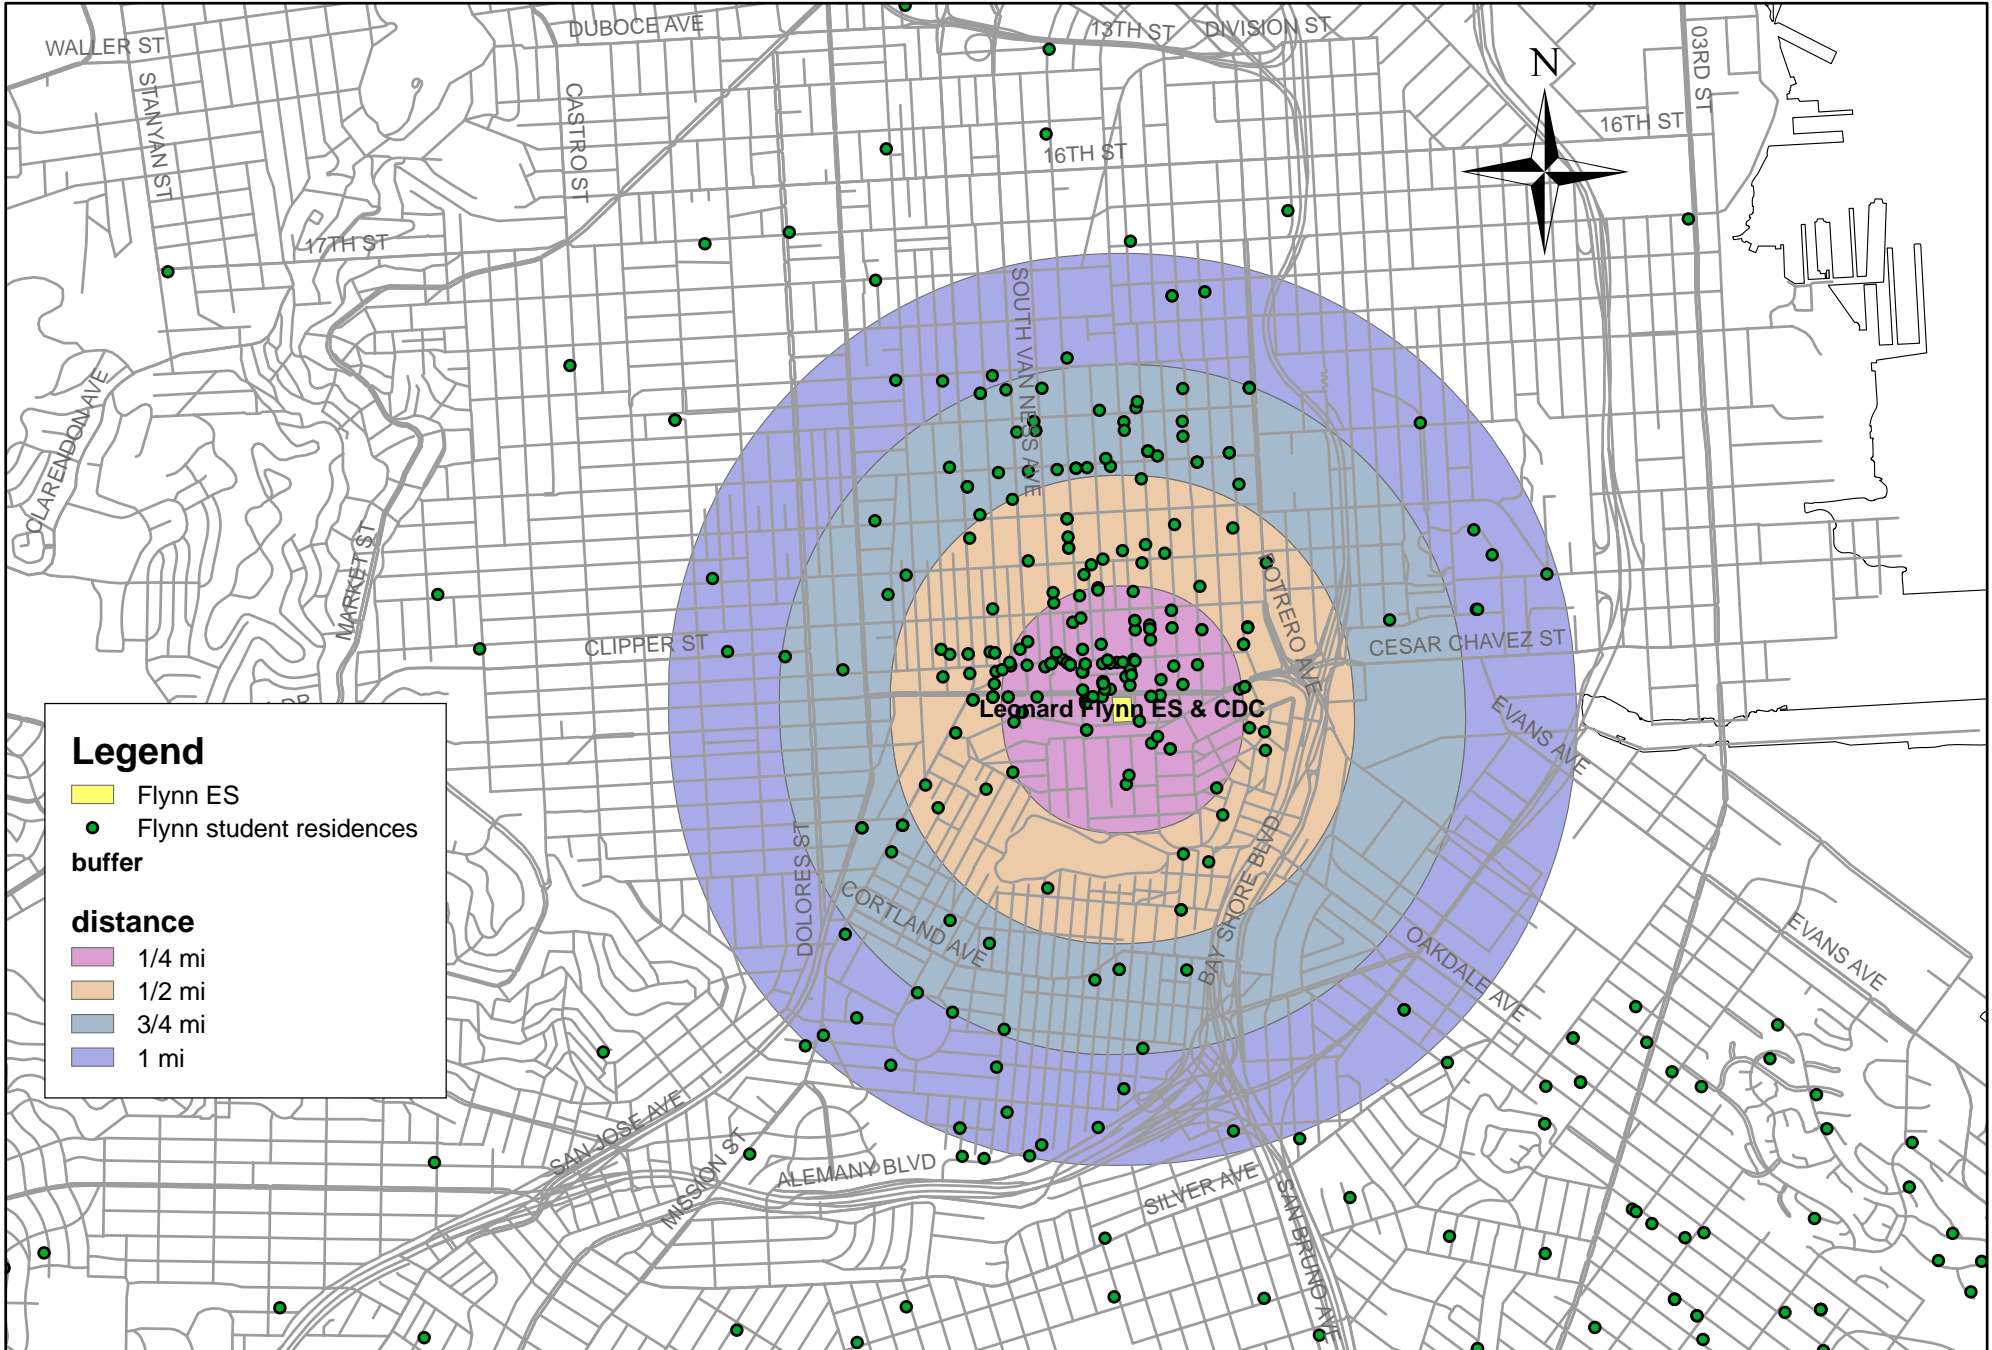 WALLER ST
DUBOCE AVE
13TH ST
DIVISION ST
03RD ST
N
STANYAN ST
CASTRO ST
16TH ST
16TH ST
17TH ST
SOUTH VAN NESS AVE
CLARENDON AVE
MARKET ST
POTRERO AVE
CLIPPER ST
CESAR CHAVEZ ST
Leonard Flynn ES & CDC
EVANS AVE
Legend
Flynn ES
Flynn student residences
buffer
distance
1/4 mi
1/2 mi
3/4 mi
1 mi
DOLORES ST
CORTLAND AVE
BAY SHORE BLVD
OAKDALE AVE
EVANS AVE
SAN JOSE AVE
MISSION ST
ALEMANY BLVD
SILVER AVE
SAN BRUNO AVE